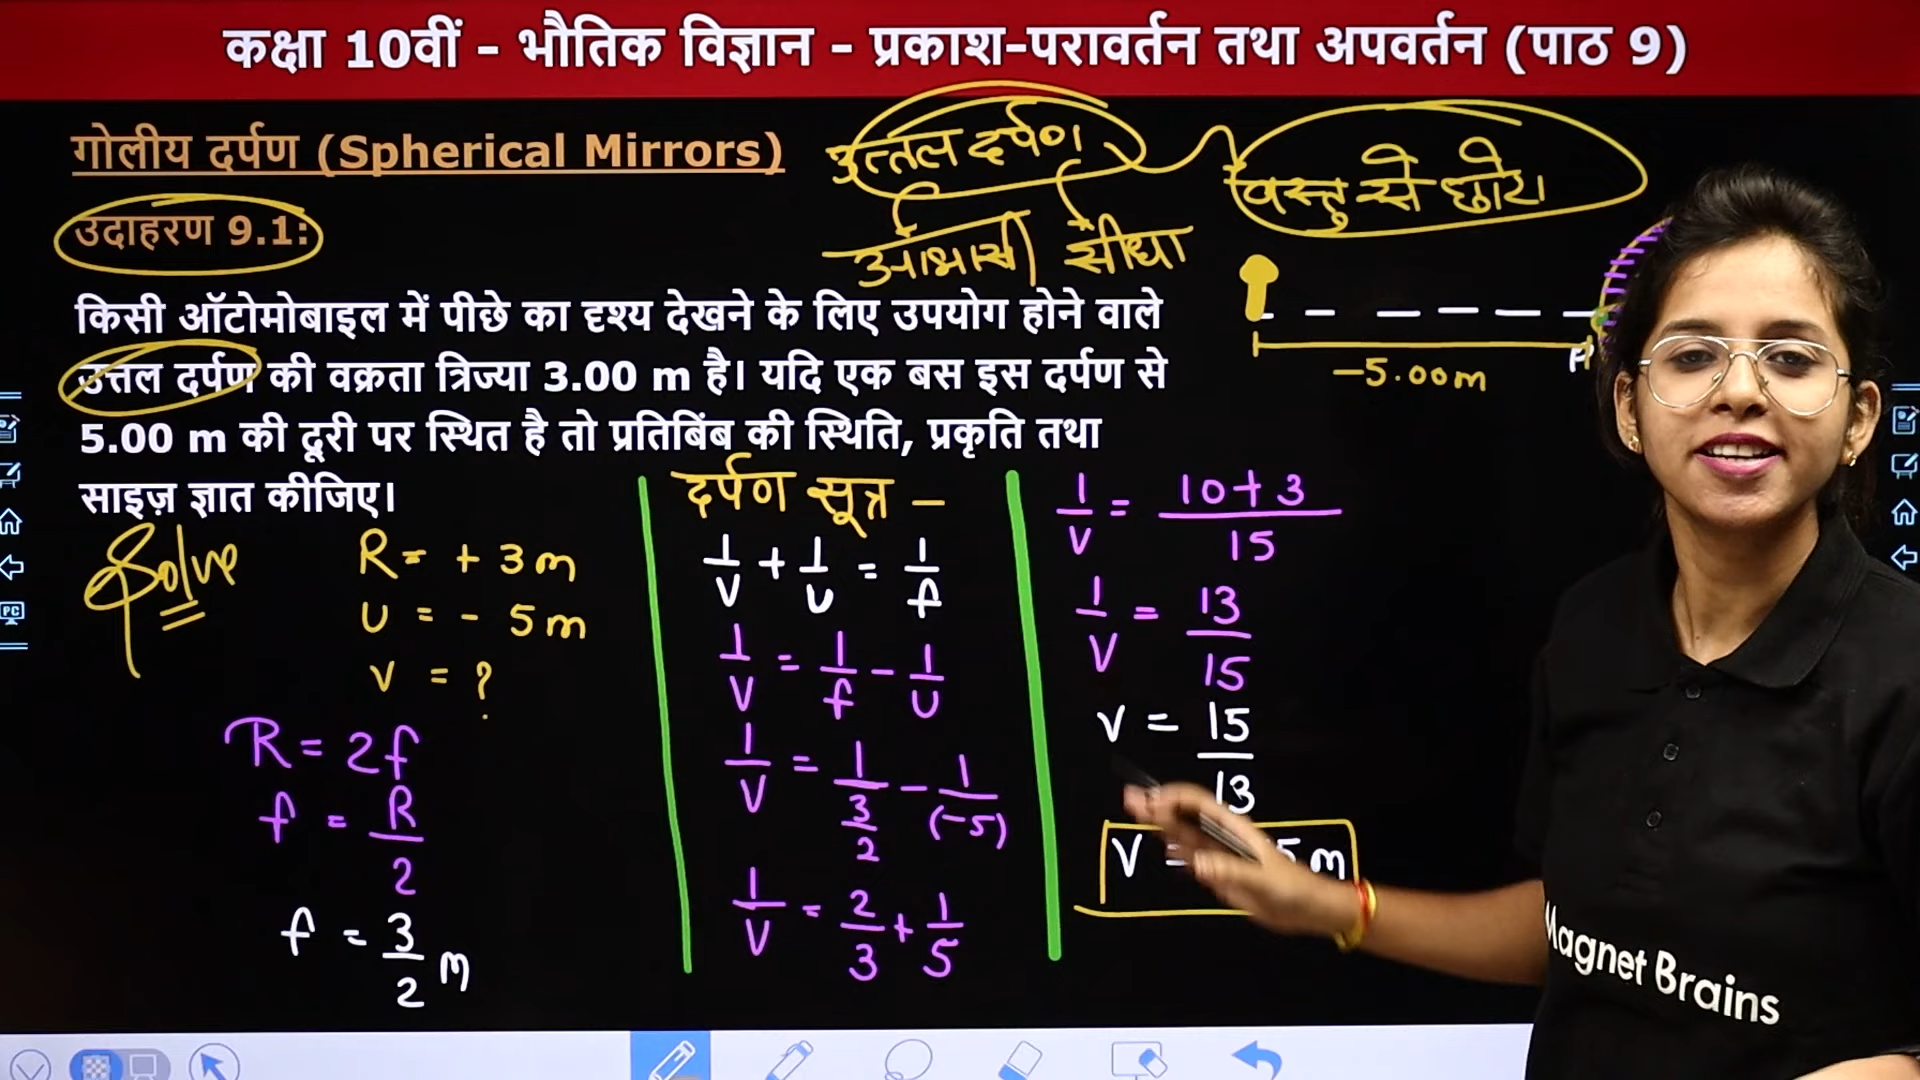 कक्षा 10वीं - भौतिक विज्ञान - प्रकाश-परावर्तन तथा अपवर्तन (पाठ 9)
गोलीय दर्पण (Spherical Mirrors)
उत्तल दर्पण
वस्तु से छोटा
आभासी सीधा
उदाहरण 9.1:
किसी ऑटोमोबाइल में पीछे का दृश्य देखने के लिए उपयोग होने वाले
उत्तल दर्पण की वक्रता त्रिज्या 3.00 m है। यदि एक बस इस दर्पण से
5.00 m की दूरी पर स्थित है तो प्रतिबिंब की स्थिति, प्रकृति तथा
साइज़ ज्ञात कीजिए।
-5.00m
P
Solve
R = + 3m
u = - 5m
v = ?
R = 2f
f = R/2
f = 3/2 m
दर्पण सूत्र -
1/v + 1/u = 1/f
1/v = 1/f - 1/u
1/v = 1/(3/2) - 1/(-5)
1/v = 2/3 + 1/5
1/v = (10+3)/15
1/v = 13/15
v = 15/13
v = 5 m
Magnet Brains
PC